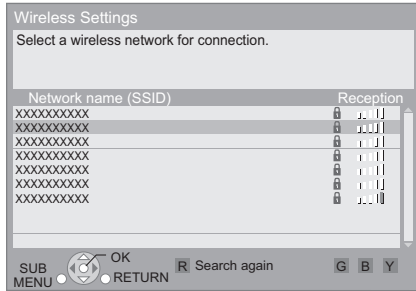 Wireless Settings
Select a wireless network for connection.
Network name (SSID) Reception
XXXXXXXXXX
XXXXXXXXXX
XXXXXXXXXX
XXXXXXXXXX
XXXXXXXXXX
XXXXXXXXXX
XXXXXXXXXX
SUB MENU OK RETURN R Search again G B Y